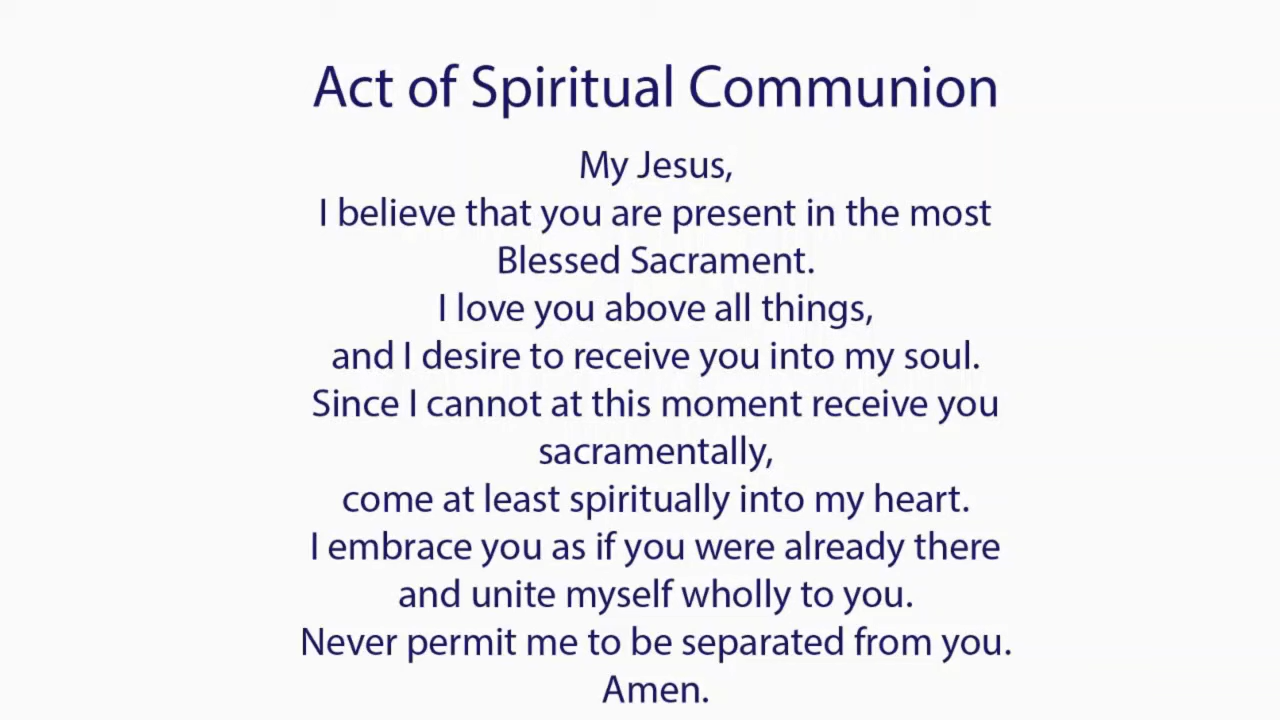 Act of Spiritual Communion
My Jesus,
I believe that you are present in the most
Blessed Sacrament.
I love you above all things,
and I desire to receive you into my soul.
Since I cannot at this moment receive you
sacramentally,
come at least spiritually into my heart.
I embrace you as if you were already there
and unite myself wholly to you.
Never permit me to be separated from you.
Amen.